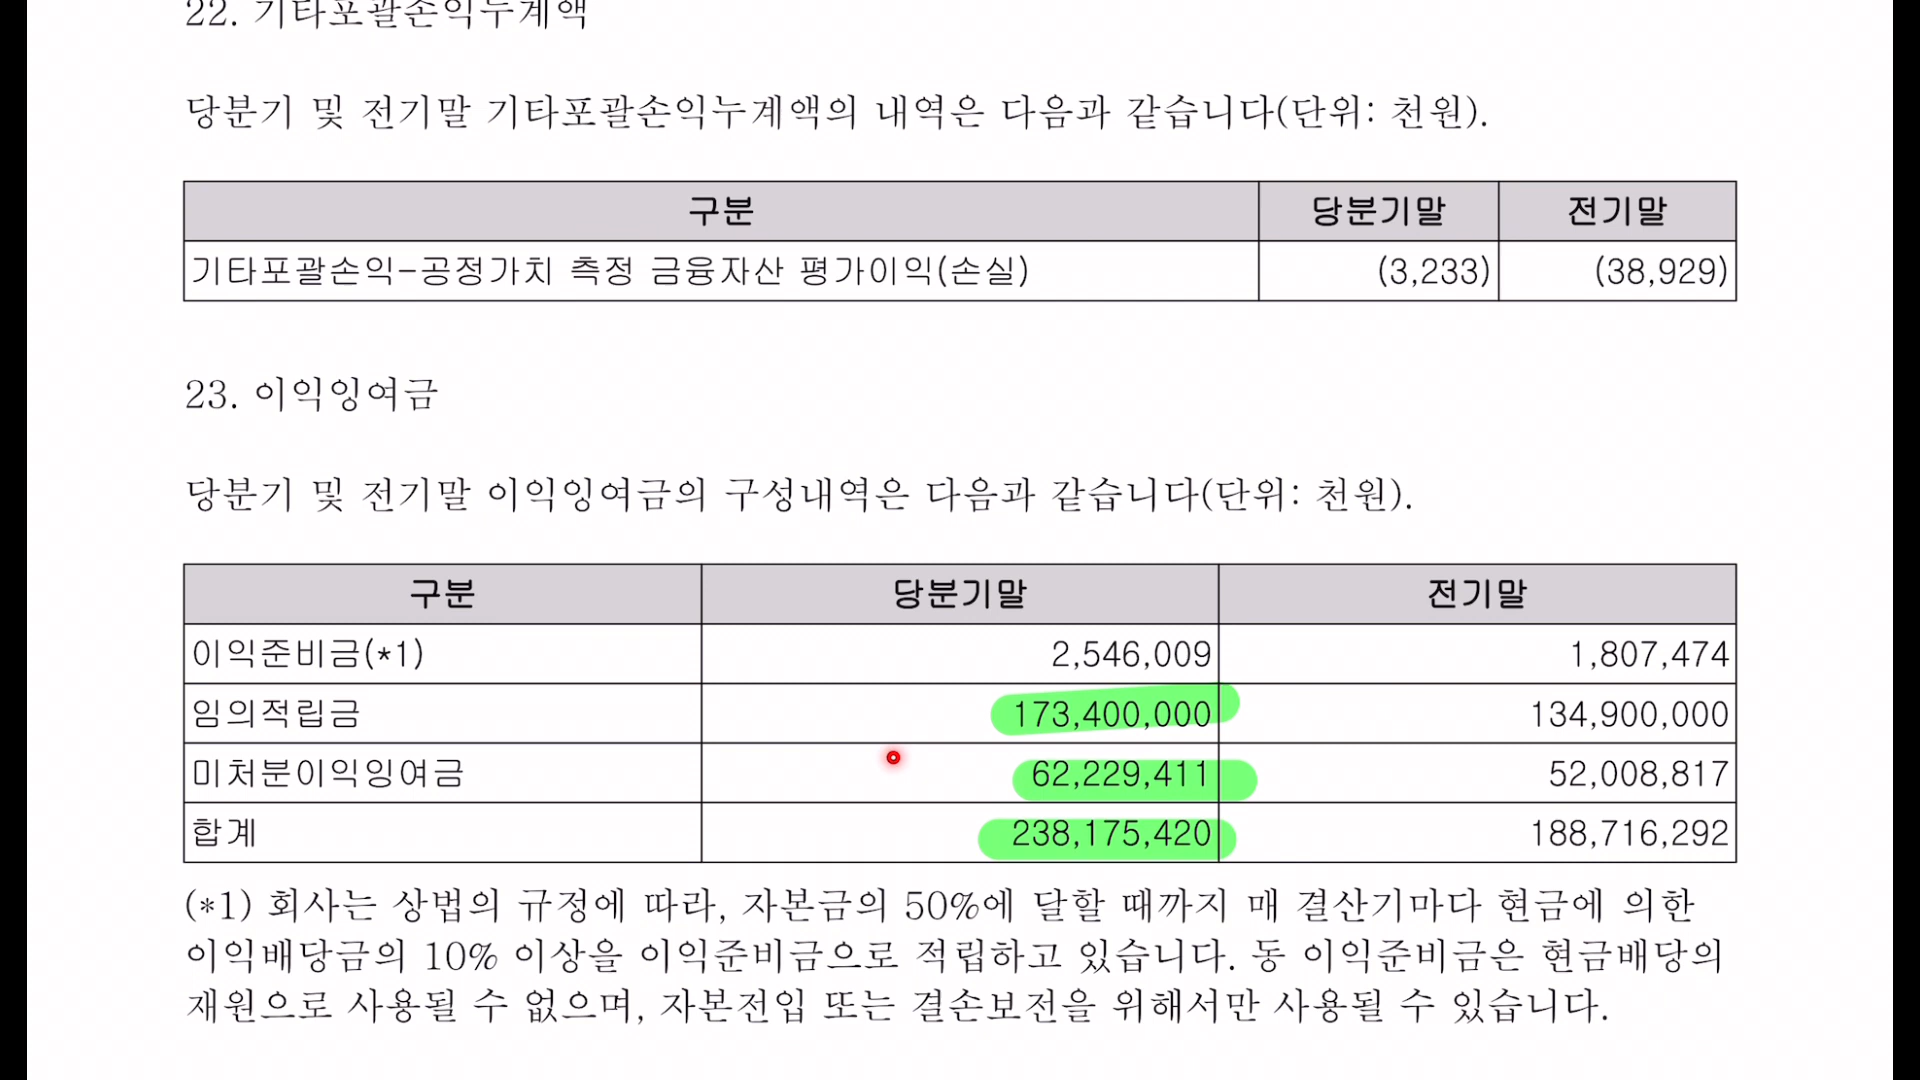 22. 기타포괄손익누계액
당분기 및 전기말 기타포괄손익누계액의 내역은 다음과 같습니다(단위: 천원).
구분 당분기말 전기말
기타포괄손익-공정가치 측정 금융자산 평가이익(손실) (3,233) (38,929)
23. 이익잉여금
당분기 및 전기말 이익잉여금의 구성내역은 다음과 같습니다(단위: 천원).
구분 당분기말 전기말
이익준비금(*1) 2,546,009 1,807,474
임의적립금 173,400,000 134,900,000
미처분이익잉여금 62,229,411 52,008,817
합계 238,175,420 188,716,292
(*1) 회사는 상법의 규정에 따라, 자본금의 50%에 달할 때까지 매 결산기마다 현금에 의한
이익배당금의 10% 이상을 이익준비금으로 적립하고 있습니다. 동 이익준비금은 현금배당의
재원으로 사용될 수 없으며, 자본전입 또는 결손보전을 위해서만 사용될 수 있습니다.